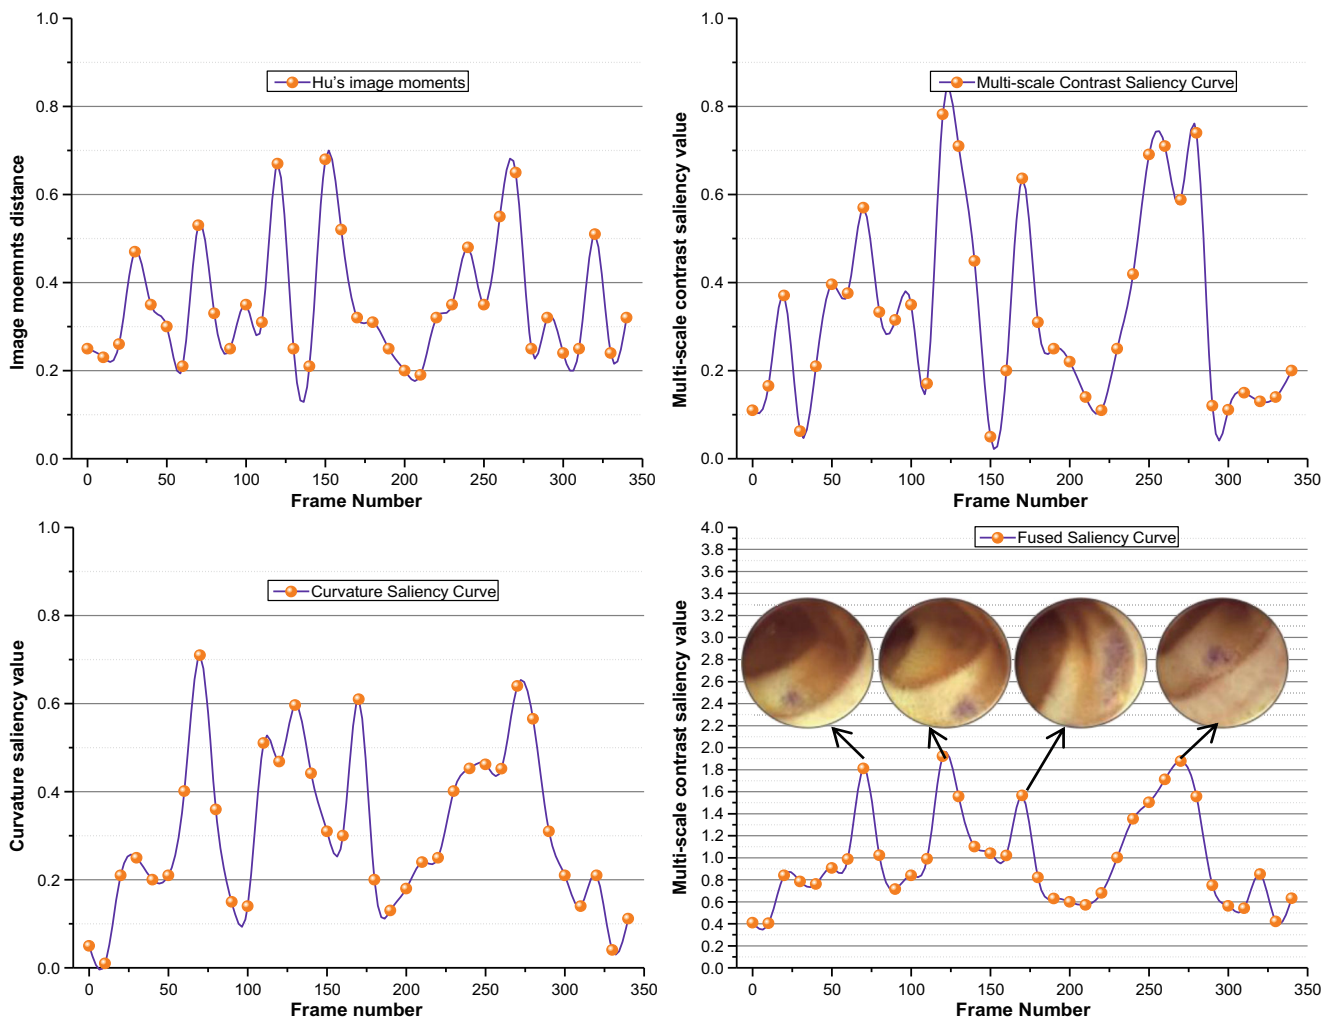 1.0
0.8
0.6
0.4
0.2
0.0
Image moemnts distance
Hu's image moments
0 50 100 150 200 250 300 350
Frame Number
1.0
0.8
0.6
0.4
0.2
0.0
Multi-scale contrast saliency value
Multi-scale Contrast Saliency Curve
0 50 100 150 200 250 300 350
Frame Number
1.0
0.8
0.6
0.4
0.2
0.0
Curvature saliency value
Curvature Saliency Curve
0 50 100 150 200 250 300 350
Frame number
4.0
3.8
3.6
3.4
3.2
3.0
2.8
2.6
2.4
2.2
2.0
1.8
1.6
1.4
1.2
1.0
0.8
0.6
0.4
0.2
0.0
Multi-scale contrast saliency value
Fused Saliency Curve
0 50 100 150 200 250 300 350
Frame Number